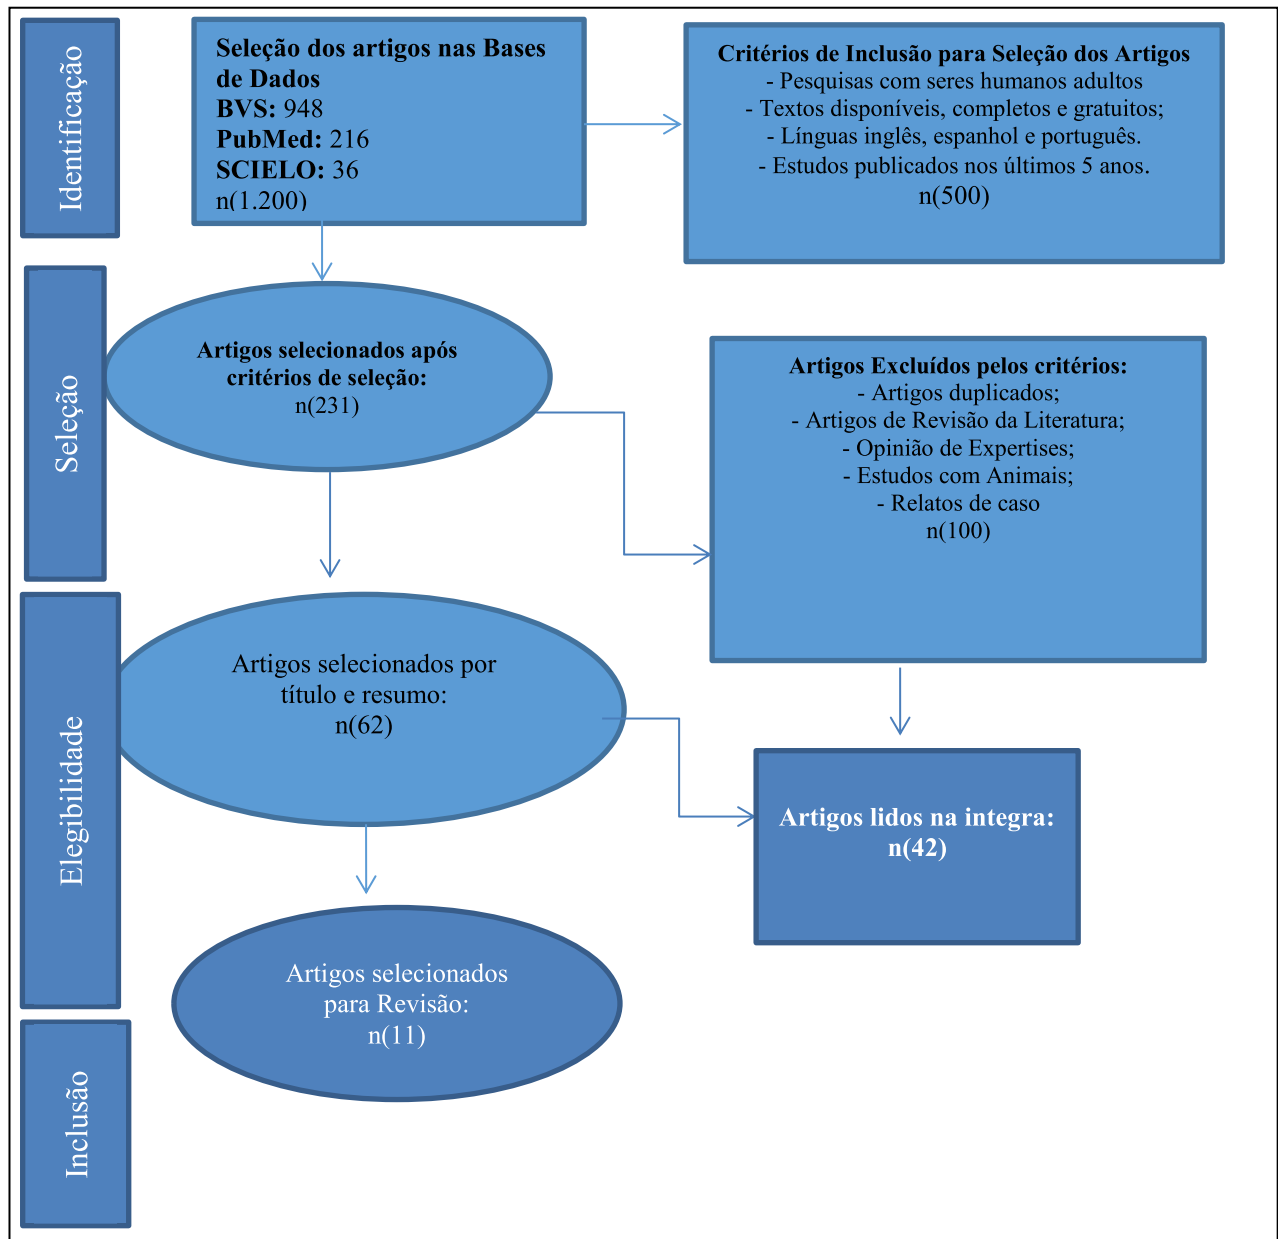 Identificação
Seleção dos artigos nas Bases
de Dados
BVS: 948
PubMed: 216
SCIELO: 36
n(1.200)
Critérios de Inclusão para Seleção dos Artigos
- Pesquisas com seres humanos adultos
- Textos disponíveis, completos e gratuitos;
- Línguas inglês, espanhol e português.
- Estudos publicados nos últimos 5 anos.
n(500)
Seleção
Artigos selecionados após
critérios de seleção:
n(231)
Artigos Excluídos pelos critérios:
- Artigos duplicados;
- Artigos de Revisão da Literatura;
- Opinião de Expertises;
- Estudos com Animais;
- Relatos de caso
n(100)
Elegibilidade
Artigos selecionados por
título e resumo:
n(62)
Artigos lidos na integra:
n(42)
Artigos selecionados
para Revisão:
n(11)
Inclusão